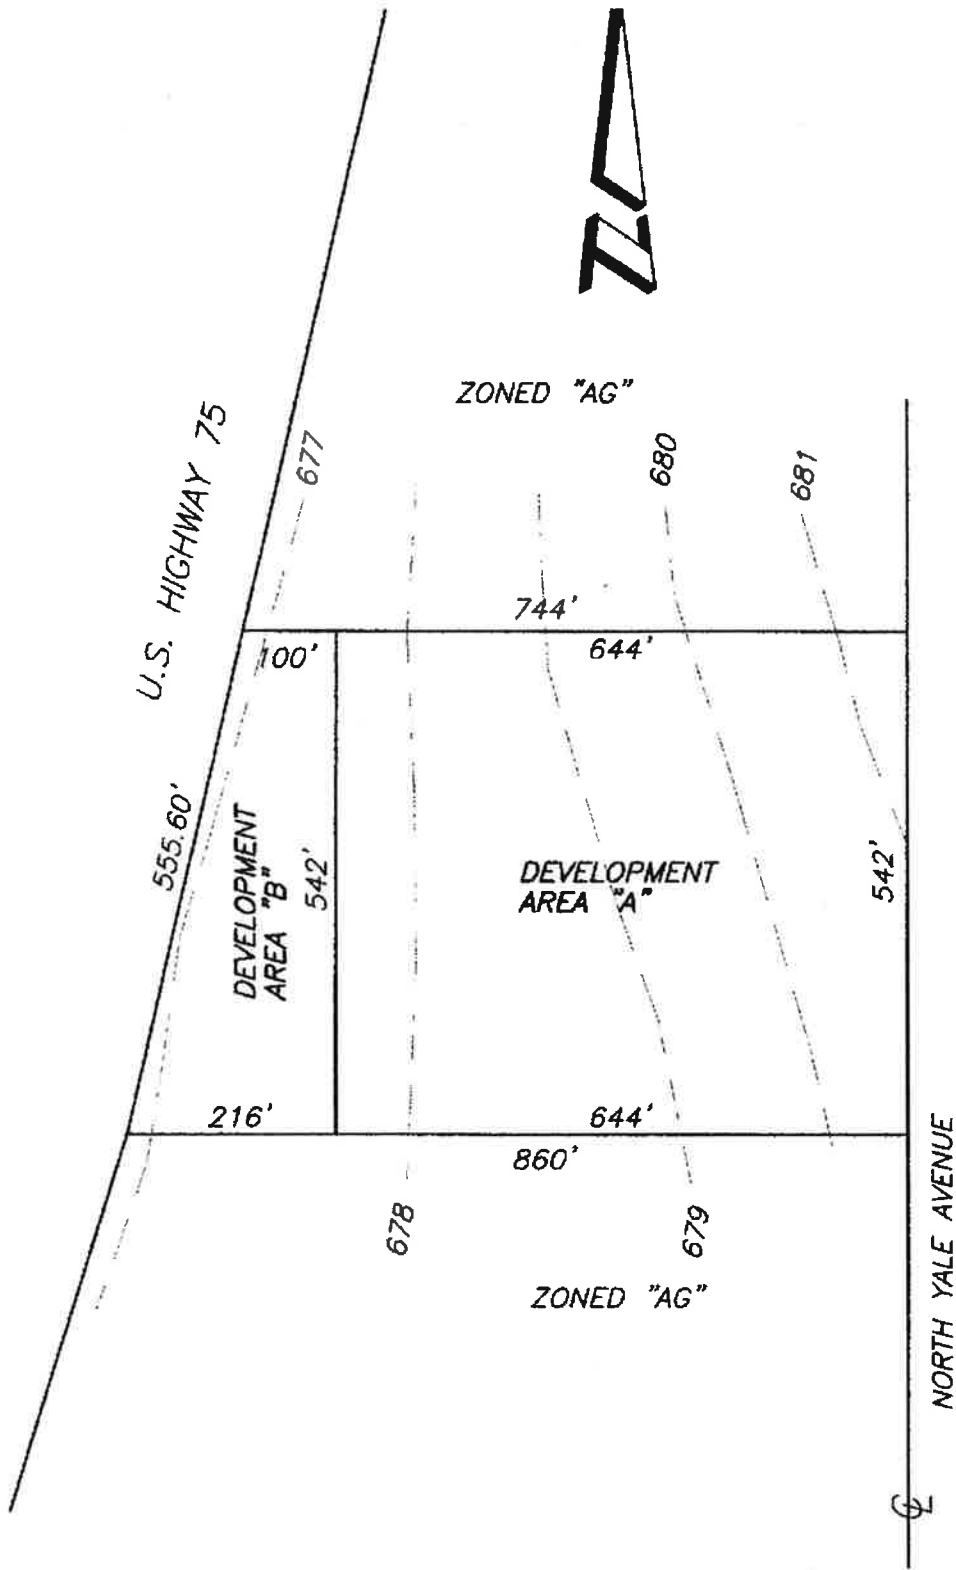 ZONED "AG"
U.S. HIGHWAY 75
677
680
681
744'
100'
644'
555.60'
DEVELOPMENT
AREA "B"
542'
DEVELOPMENT
AREA "A"
542'
216'
644'
860'
678
679
ZONED "AG"
NORTH YALE AVENUE
℄
N